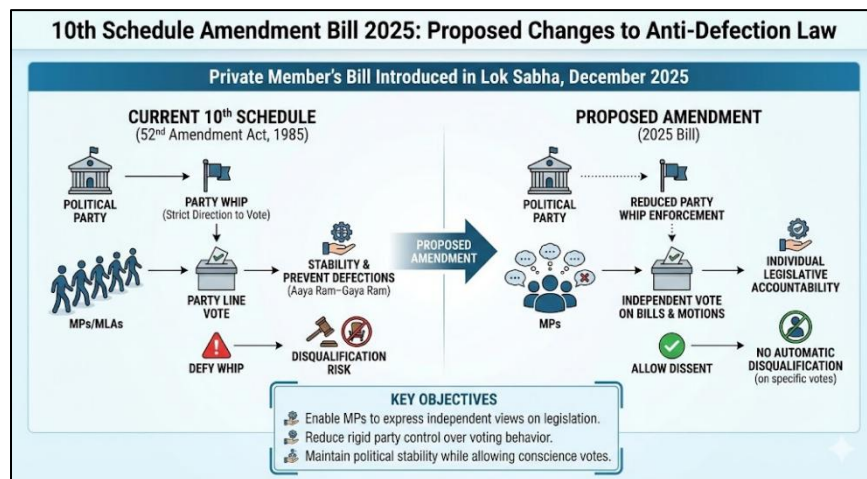 10th Schedule Amendment Bill 2025: Proposed Changes to Anti-Defection Law
Private Member's Bill Introduced in Lok Sabha, December 2025
CURRENT 10th SCHEDULE
(52nd Amendment Act, 1985)
POLITICAL
PARTY
PARTY WHIP
(Strict Direction to Vote)
MPs/MLAs
PARTY LINE
VOTE
STABILITY &
PREVENT DEFECTIONS
(Aaya Ram–Gaya Ram)
DEFY WHIP
DISQUALIFICATION
RISK
PROPOSED
AMENDMENT
PROPOSED AMENDMENT
(2025 Bill)
POLITICAL
PARTY
REDUCED PARTY
WHIP ENFORCEMENT
MPs
INDEPENDENT VOTE
ON BILLS & MOTIONS
INDIVIDUAL
LEGISLATIVE
ACCOUNTABILITY
ALLOW DISSENT
NO AUTOMATIC
DISQUALIFICATION
(on specific votes)
KEY OBJECTIVES
Enable MPs to express independent views on legislation.
Reduce rigid party control over voting behavior.
Maintain political stability while allowing conscience votes.